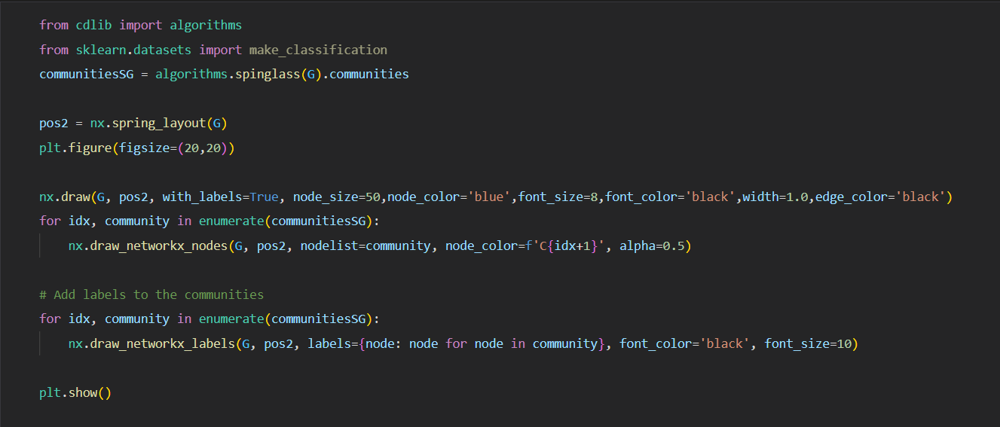 from cdlib import algorithms
from sklearn.datasets import make_classification
communitiesSG = algorithms.spinglass(G).communities
pos2 = nx.spring_layout(G)
plt.figure(figsize=(20,20))
nx.draw(G, pos2, with_labels=True, node_size=50,node_color='blue',font_size=8,font_color='black',width=1.0,edge_color='black')
for idx, community in enumerate(communitiesSG):
    nx.draw_networkx_nodes(G, pos2, nodelist=community, node_color=f'C{idx+1}', alpha=0.5)
# Add labels to the communities
for idx, community in enumerate(communitiesSG):
    nx.draw_networkx_labels(G, pos2, labels={node: node for node in community}, font_color='black', font_size=10)
plt.show()